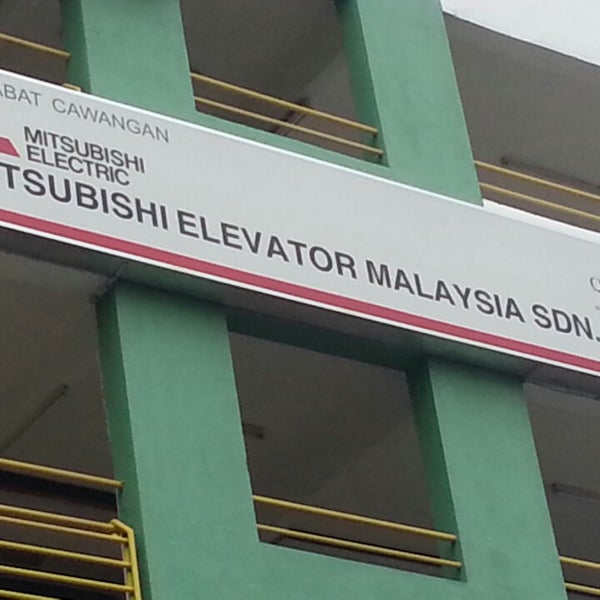 ABAT CAWANGAN
MITSUBISHI
ELECTRIC
TSUBISHI ELEVATOR MALAYSIA SDN.